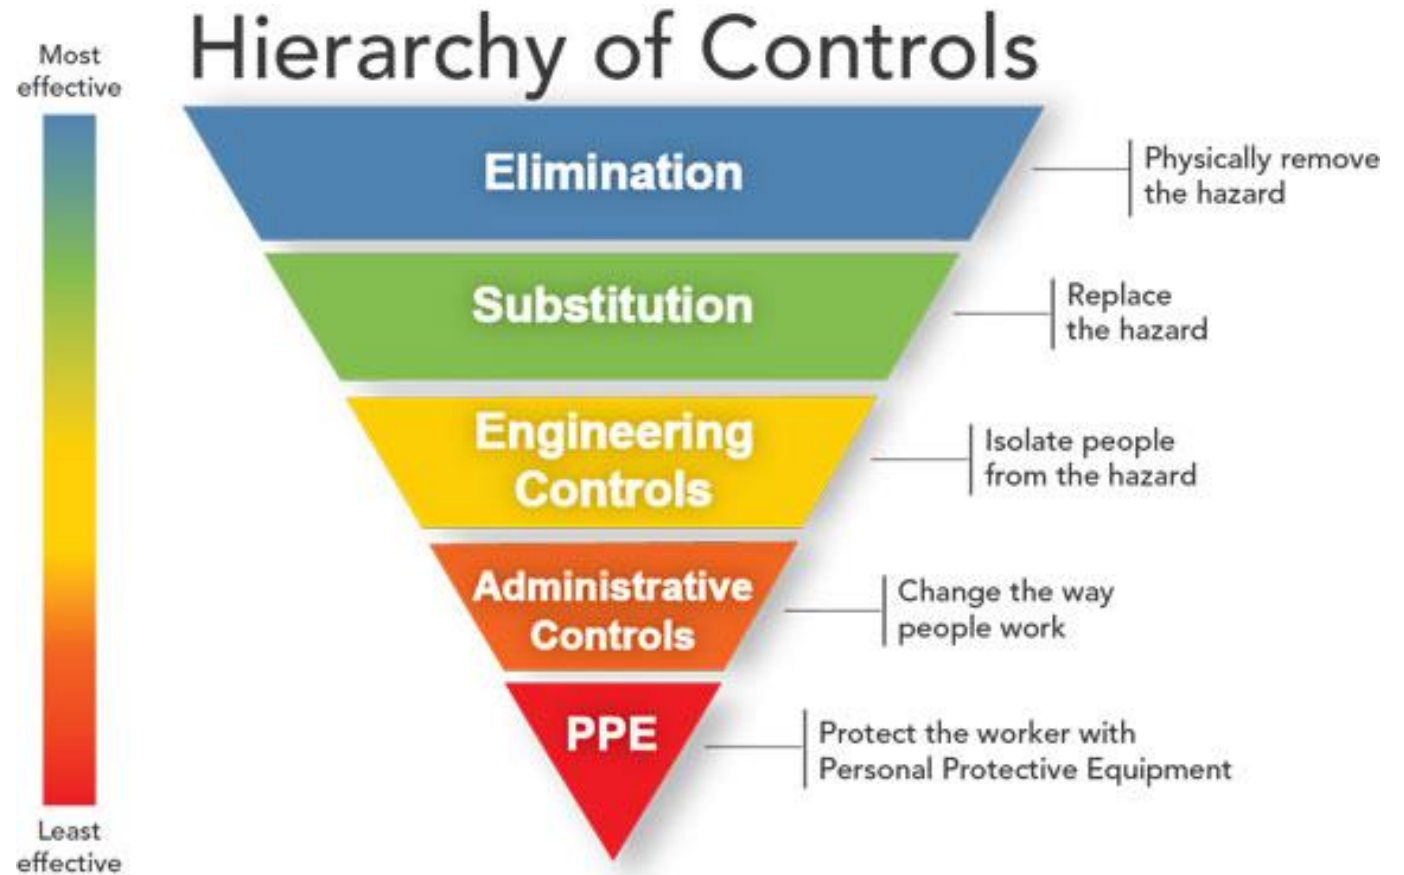 Hierarchy of Controls
Most
effective
Elimination
Physically remove
the hazard
Substitution
Replace
the hazard
Engineering
Controls
Isolate people
from the hazard
Administrative
Controls
Change the way
people work
PPE
Protect the worker with
Personal Protective Equipment
Least
effective